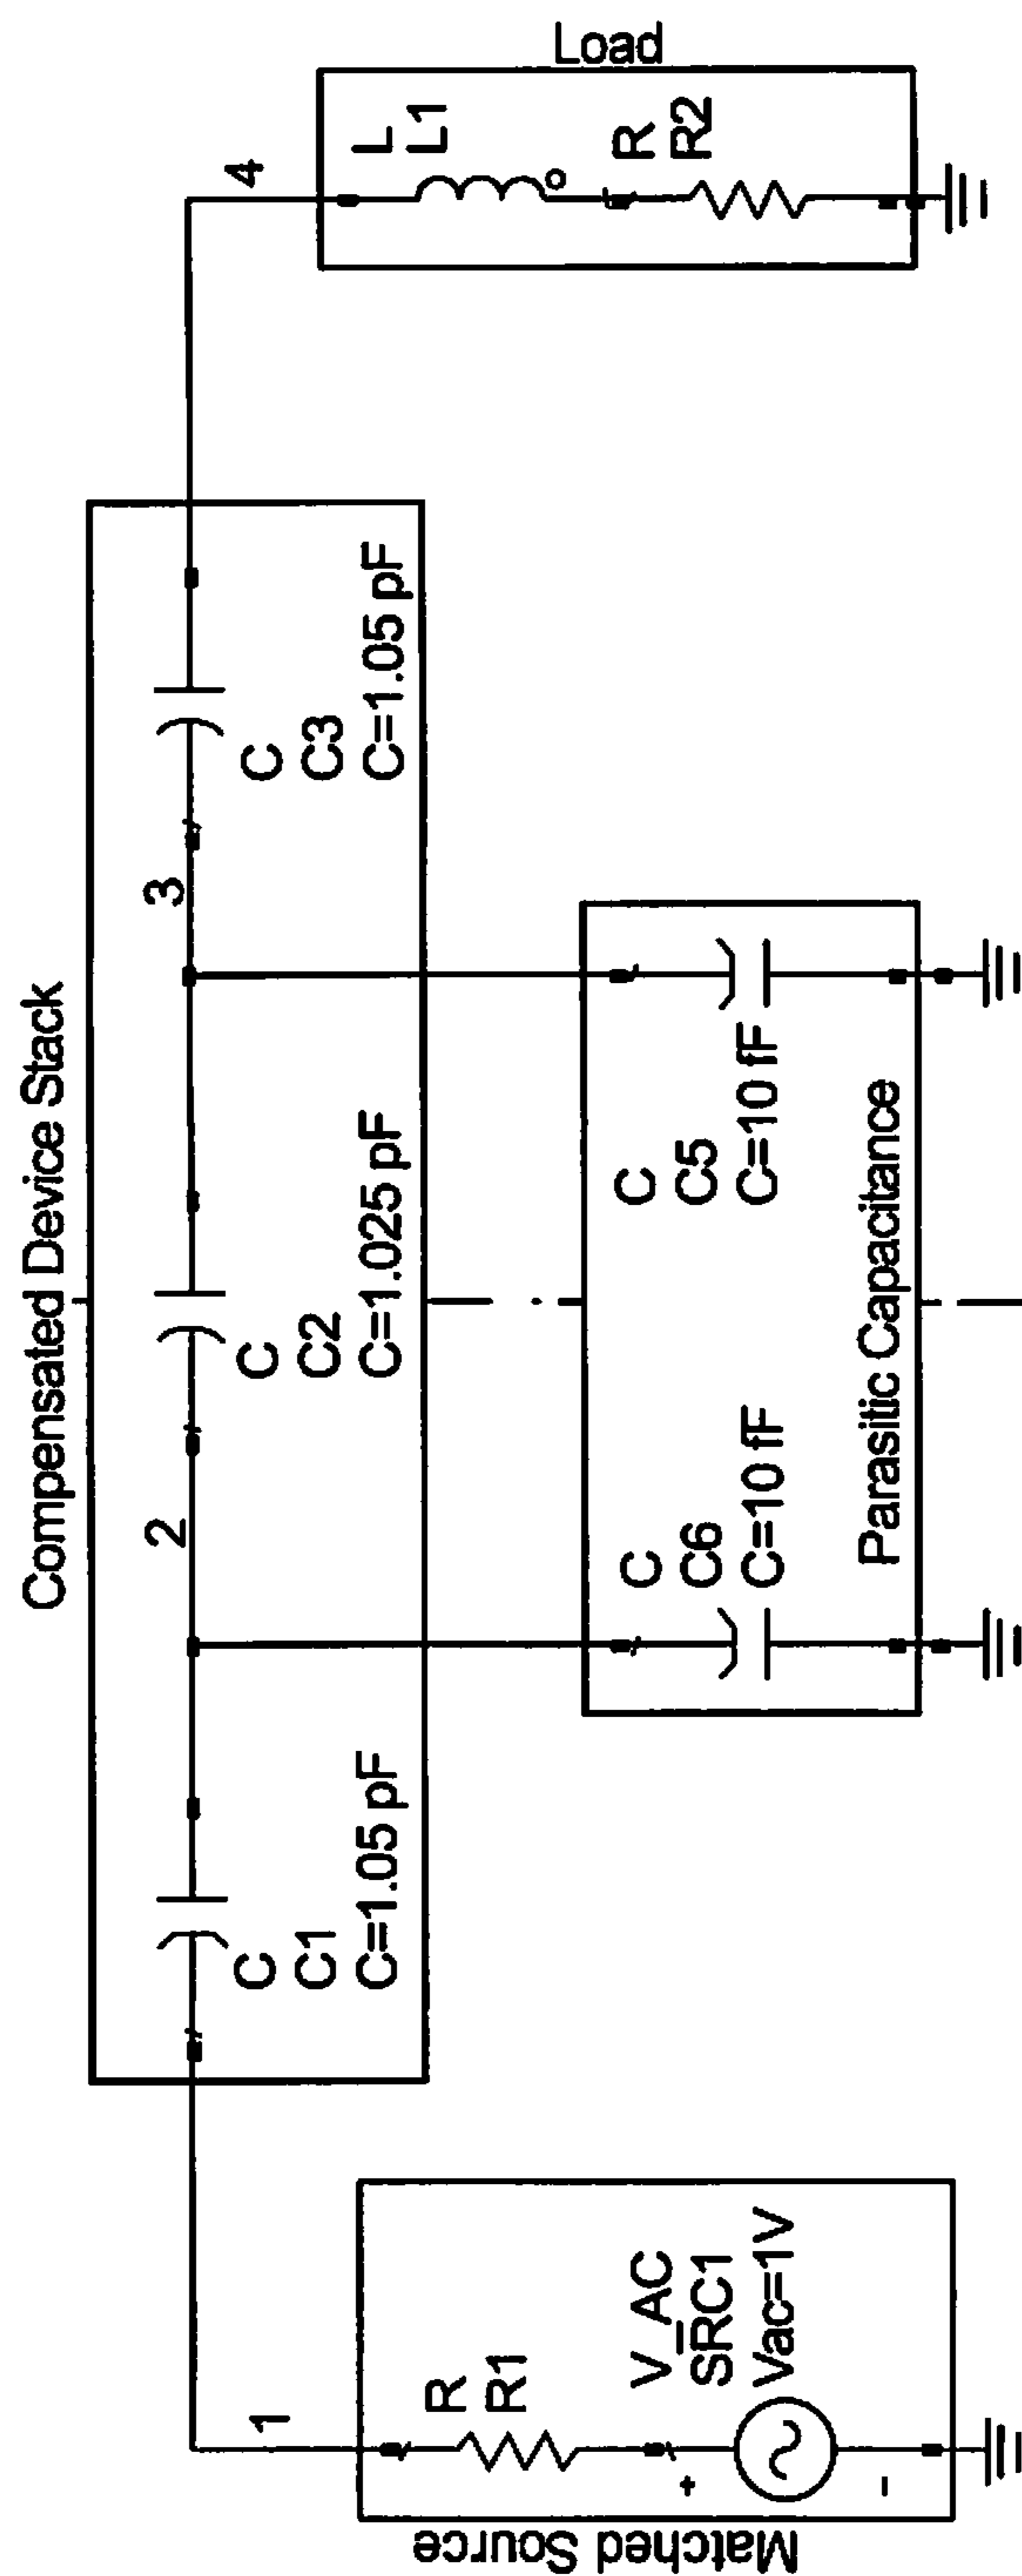 Compensated Device Stack
1
C
C1
C=1.05 pF
2
C
C2
C=1.025 pF
3
C
C3
C=1.05 pF
4
Matched Source
R
R1
V_AC
SRC1
Vac=1V
+
-
C
C6
C=10 fF
C
C5
C=10 fF
Parasitic Capacitance
Load
L
L1
R
R2